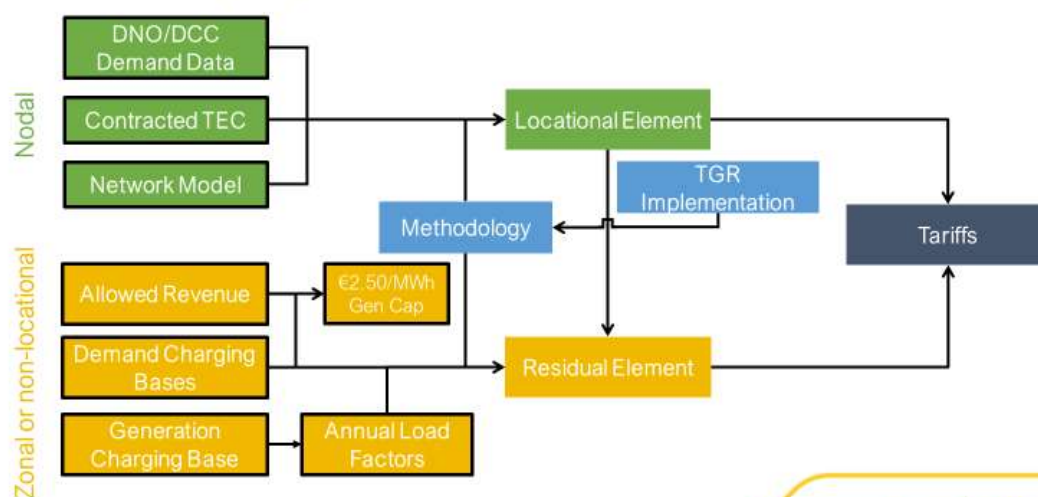 Nodal
DNO/DCC
Demand Data
Contracted TEC
Network Model
Locational Element
TGR
Implementation
Methodology
Tariffs
Zonal or non-locational
Allowed Revenue
€2.50/MWh
Gen Cap
Demand Charging
Bases
Residual Element
Generation
Charging Base
Annual Load
Factors